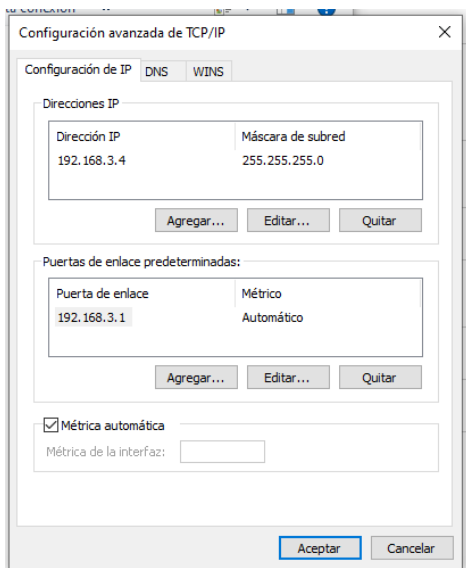 conexión
Configuración avanzada de TCP/IP
Configuración de IP DNS WINS
Direcciones IP
Dirección IP Máscara de subred
192.168.3.4 255.255.255.0
Agregar... Editar... Quitar
Puertas de enlace predeterminadas:
Puerta de enlace Métrico
192.168.3.1 Automático
Agregar... Editar... Quitar
Métrica automática
Métrica de la interfaz:
Aceptar Cancelar